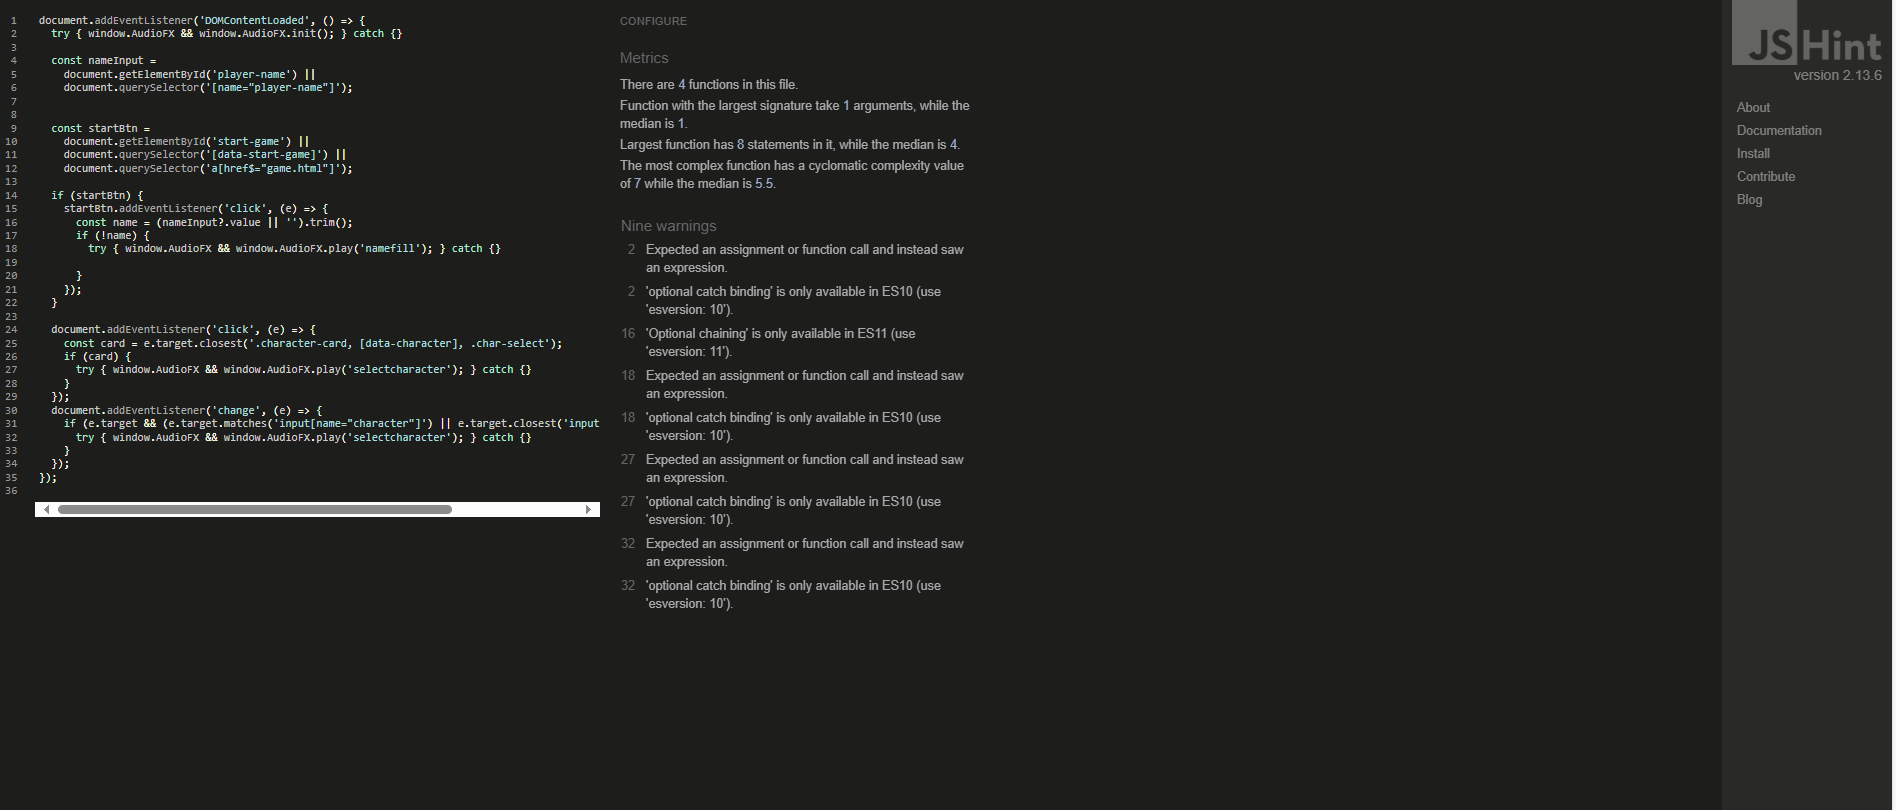 1 document.addEventListener('DOMContentLoaded', () => {
2 try { window.AudioFX && window.AudioFX.init(); } catch {}
3
4 const nameInput =
5 document.getElementById('player-name') ||
6 document.querySelector('[name="player-name"]');
7
8
9 const startBtn =
10 document.getElementById('start-game') ||
11 document.querySelector('[data-start-game]') ||
12 document.querySelector('a[href$="game.html"]');
13
14 if (startBtn) {
15 startBtn.addEventListener('click', (e) => {
16 const name = (nameInput?.value || '').trim();
17 if (!name) {
18 try { window.AudioFX && window.AudioFX.play('namefill'); } catch {}
19
20 }
21 });
22 }
23
24 document.addEventListener('click', (e) => {
25 const card = e.target.closest('.character-card, [data-character], .char-select');
26 if (card) {
27 try { window.AudioFX && window.AudioFX.play('selectcharacter'); } catch {}
28 }
29 });
30 document.addEventListener('change', (e) => {
31 if (e.target && (e.target.matches('input[name="character"]') || e.target.closest('input
32 try { window.AudioFX && window.AudioFX.play('selectcharacter'); } catch {}
33 }
34 });
35 });
36
CONFIGURE
Metrics
There are 4 functions in this file.
Function with the largest signature take 1 arguments, while the
median is 1.
Largest function has 8 statements in it, while the median is 4.
The most complex function has a cyclomatic complexity value
of 7 while the median is 5.5.
Nine warnings
2 Expected an assignment or function call and instead saw
an expression.
2 'optional catch binding' is only available in ES10 (use
'esversion: 10').
16 'Optional chaining' is only available in ES11 (use
'esversion: 11').
18 Expected an assignment or function call and instead saw
an expression.
18 'optional catch binding' is only available in ES10 (use
'esversion: 10').
27 Expected an assignment or function call and instead saw
an expression.
27 'optional catch binding' is only available in ES10 (use
'esversion: 10').
32 Expected an assignment or function call and instead saw
an expression.
32 'optional catch binding' is only available in ES10 (use
'esversion: 10').
JSHint
version 2.13.6
About
Documentation
Install
Contribute
Blog